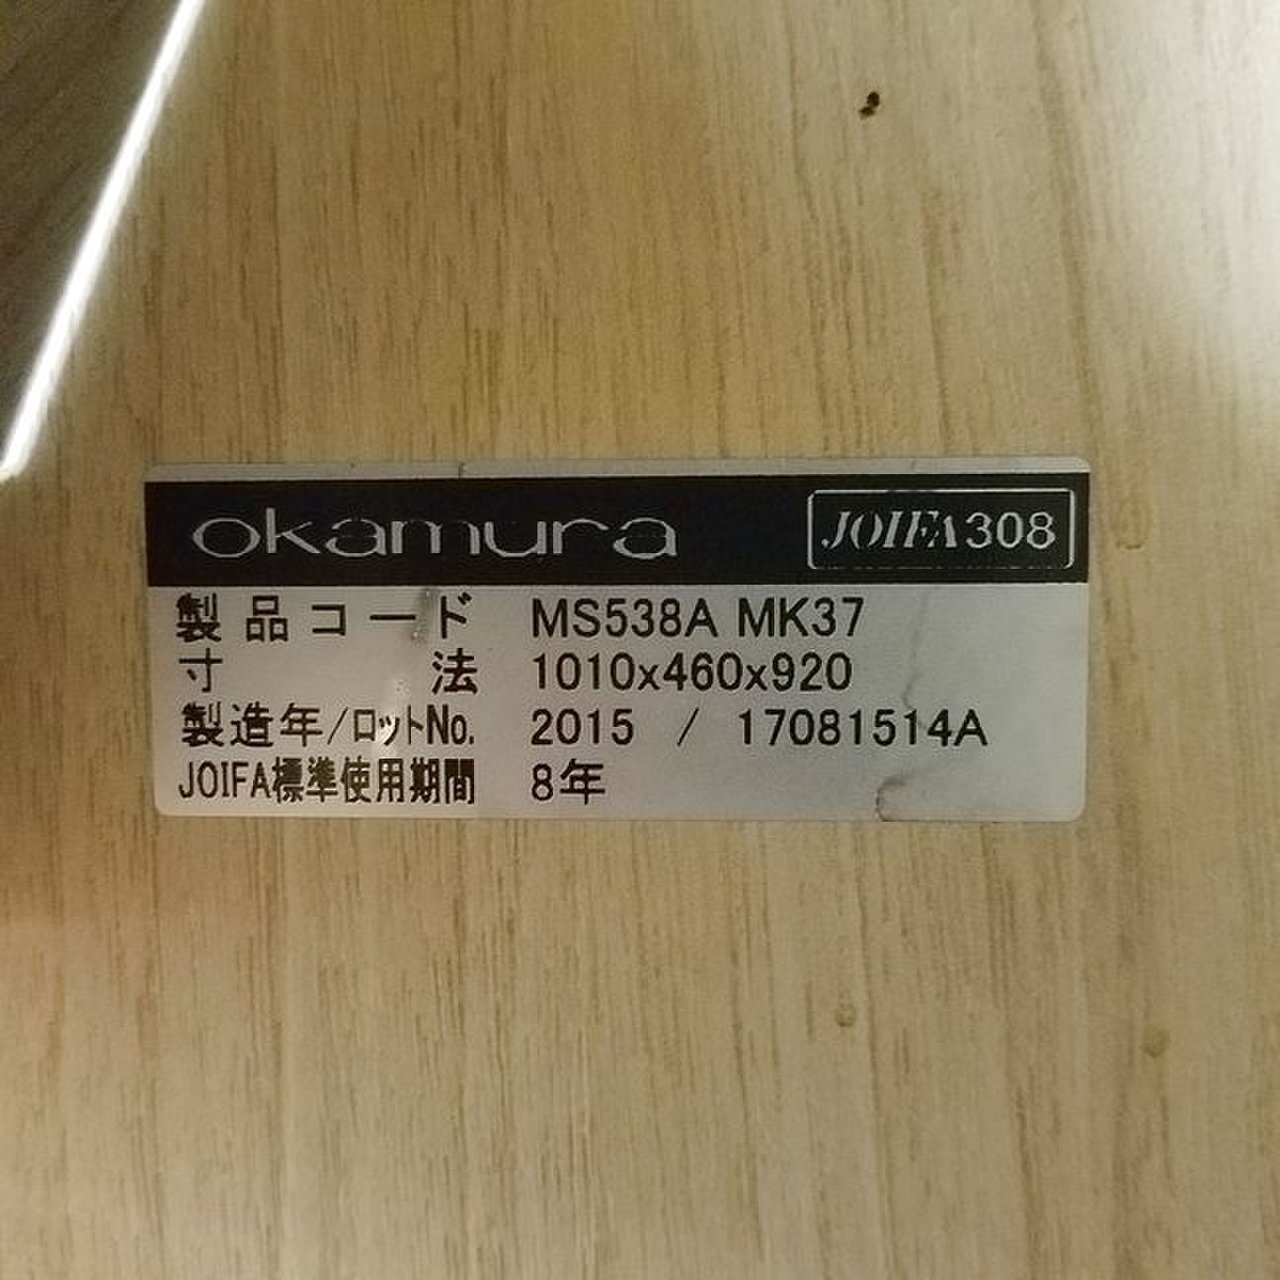 okamura JOIFA308
製品コード MS538A MK37
寸法 1010x460x920
製造年/ロットNo. 2015 / 17081514A
JOIFA標準使用期間 8年